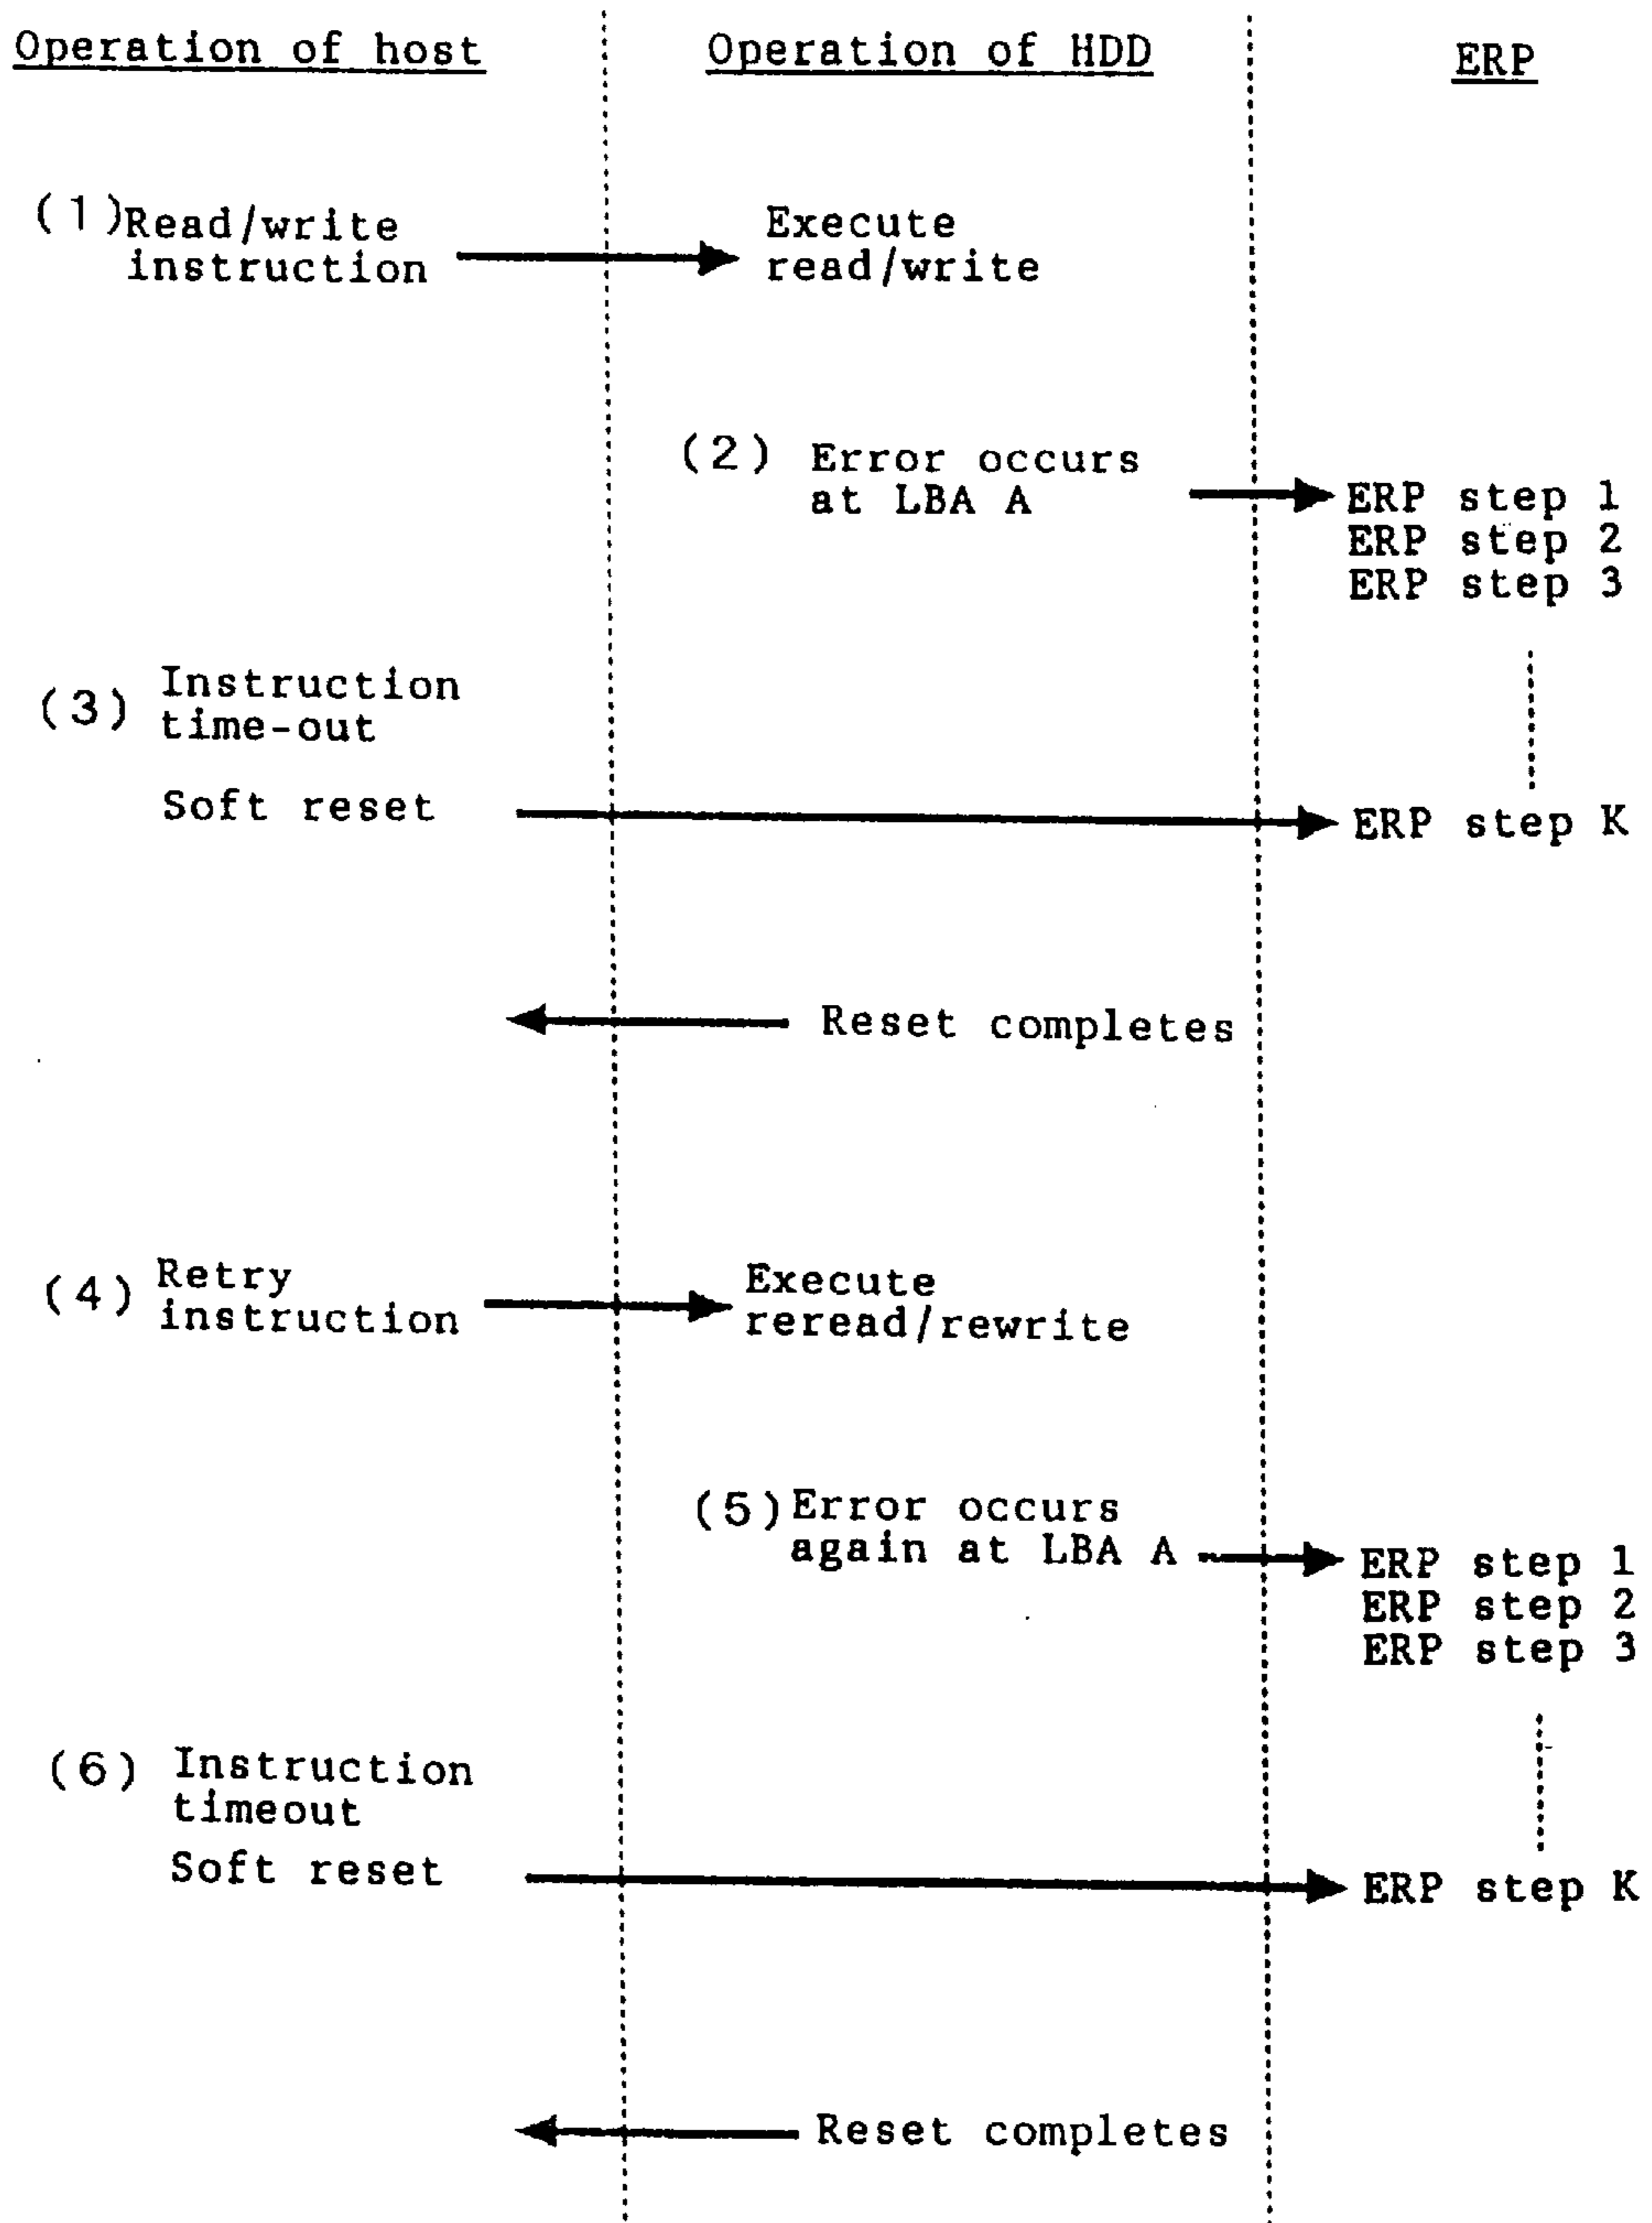 Operation of host
Operation of HDD
ERP
(1) Read/write
instruction
Execute
read/write
(2) Error occurs
at LBA A
ERP step 1
ERP step 2
ERP step 3
(3) Instruction
time-out
Soft reset
ERP step K
Reset completes
(4) Retry
instruction
Execute
reread/rewrite
(5) Error occurs
again at LBA A
ERP step 1
ERP step 2
ERP step 3
(6) Instruction
timeout
Soft reset
ERP step K
Reset completes